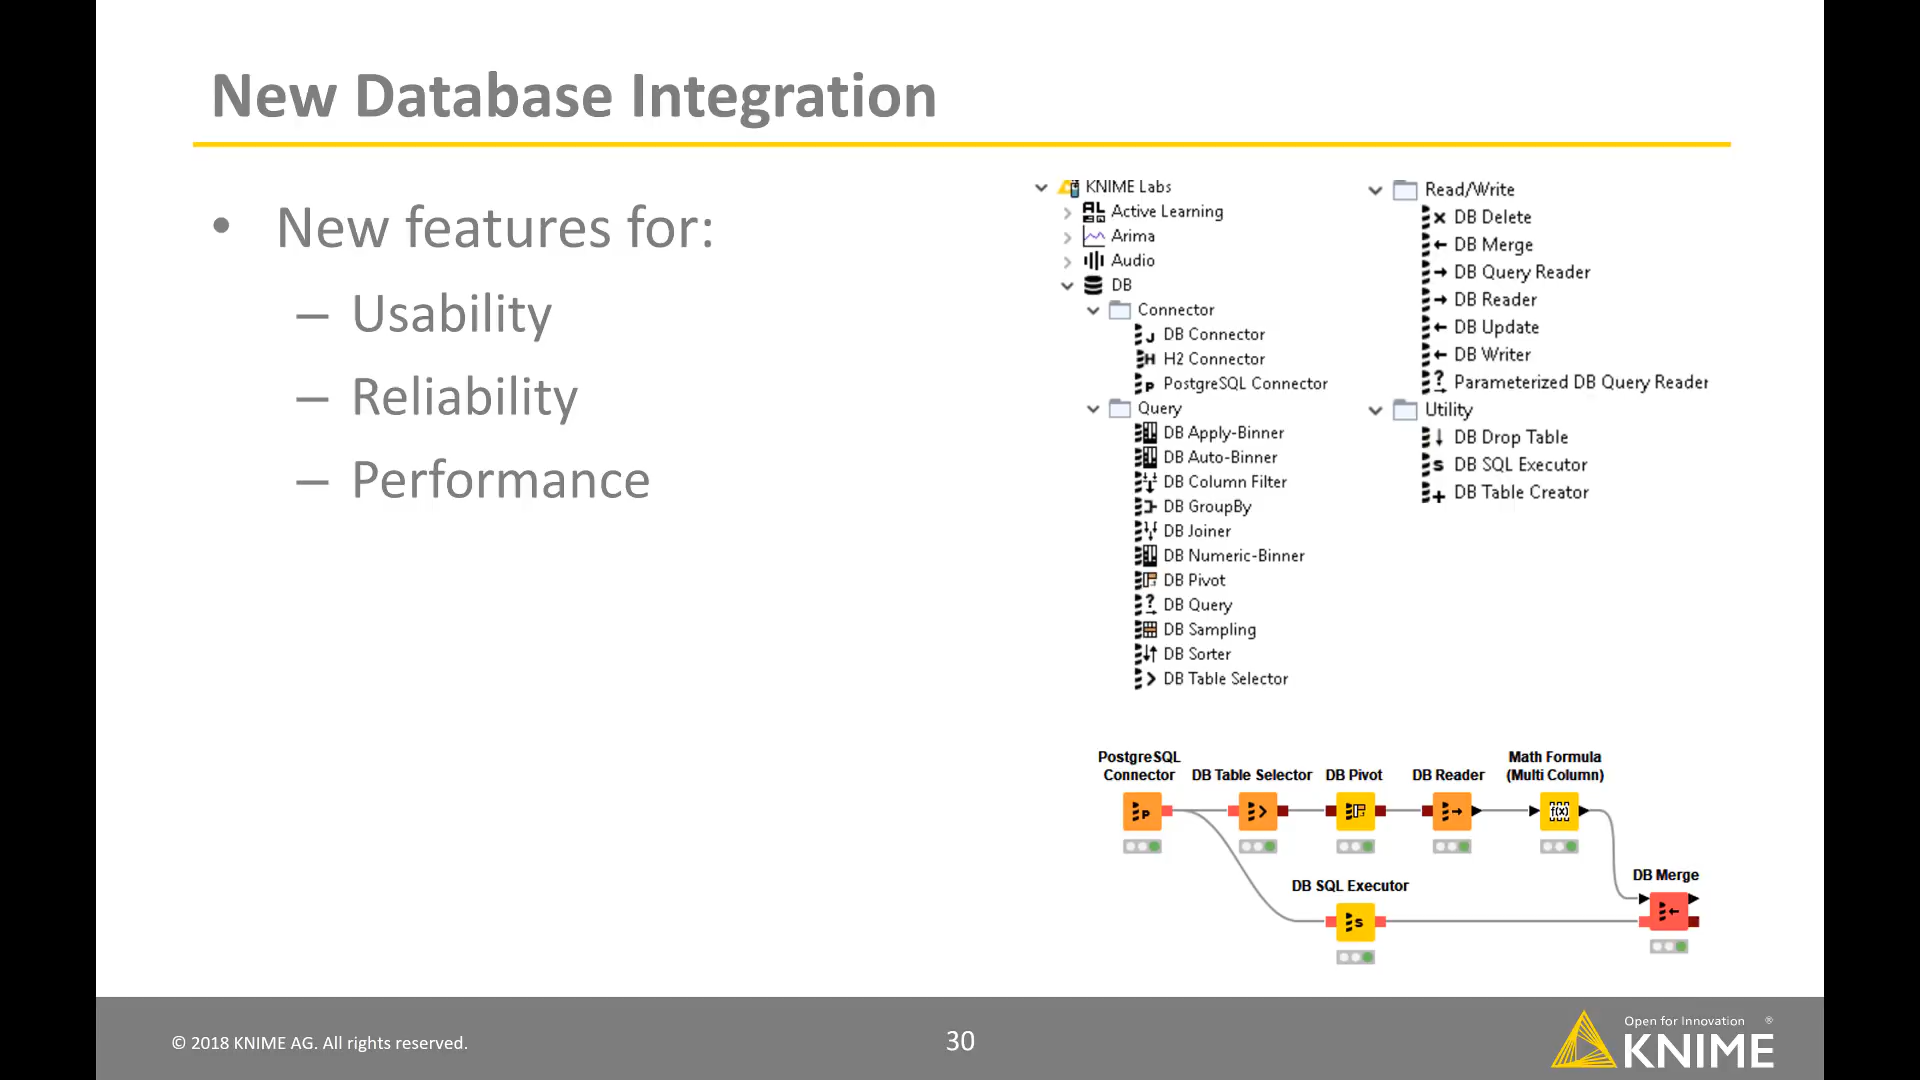 New Database Integration
• New features for:
– Usability
– Reliability
– Performance
KNIME Labs
Active Learning
Arima
Audio
DB
Connector
DB Connector
H2 Connector
PostgreSQL Connector
Query
DB Apply-Binner
DB Auto-Binner
DB Column Filter
DB GroupBy
DB Joiner
DB Numeric-Binner
DB Pivot
DB Query
DB Sampling
DB Sorter
DB Table Selector
Read/Write
DB Delete
DB Merge
DB Query Reader
DB Reader
DB Update
DB Writer
Parameterized DB Query Reader
Utility
DB Drop Table
DB SQL Executor
DB Table Creator
PostgreSQL
Connector
DB Table Selector
DB Pivot
DB Reader
Math Formula
(Multi Column)
DB SQL Executor
DB Merge
© 2018 KNIME AG. All rights reserved.
30
Open for Innovation ®
KNIME